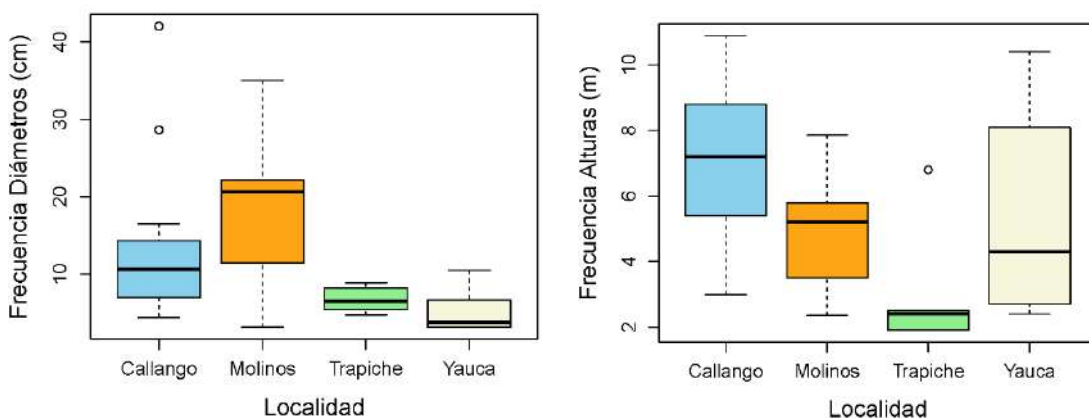 Frecuencia Diámetros (cm)
40
30
20
10
Callango Molinos Trapiche Yauca
Localidad
Frecuencia Alturas (m)
10
8
6
4
2
Callango Molinos Trapiche Yauca
Localidad